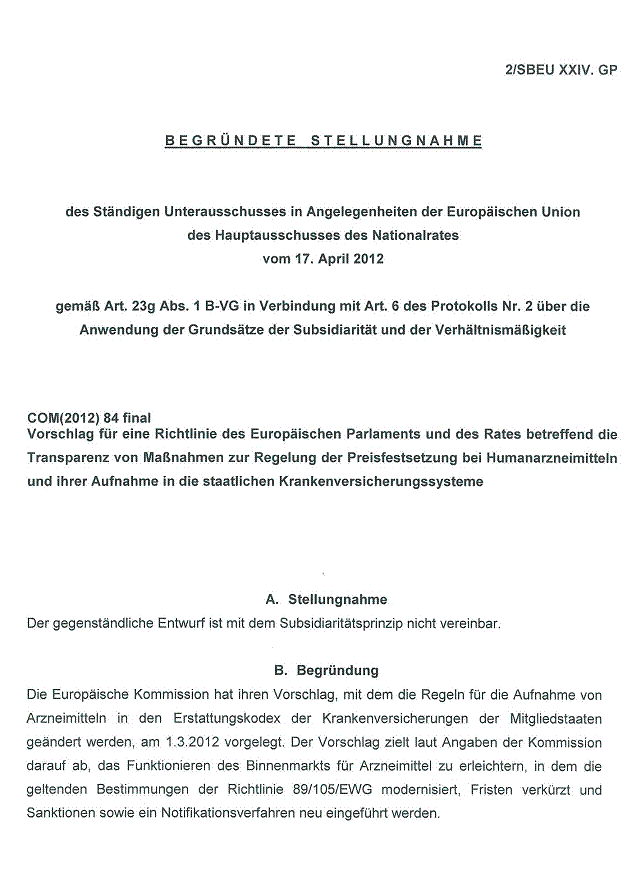 2/SBEU XXIV. GP
BEGRÜNDETE STELLUNGNAHME
des Ständigen Unterausschusses in Angelegenheiten der Europäischen Union
des Hauptausschusses des Nationalrates
vom 17. April 2012
gemäß Art. 23g Abs. 1 B-VG in Verbindung mit Art. 6 des Protokolls Nr. 2 über die
Anwendung der Grundsätze der Subsidiarität und der Verhältnismäßigkeit
COM(2012) 84 final
Vorschlag für eine Richtlinie des Europäischen Parlaments und des Rates betreffend die
Transparenz von Maßnahmen zur Regelung der Preisfestsetzung bei Humanarzneimitteln
und ihrer Aufnahme in die staatlichen Krankenversicherungssysteme
A. Stellungnahme
Der gegenständliche Entwurf ist mit dem Subsidiaritätsprinzip nicht vereinbar.
B. Begründung
Die Europäische Kommission hat ihren Vorschlag, mit dem die Regeln für die Aufnahme von
Arzneimitteln in den Erstattungskodex der Krankenversicherungen der Mitgliedstaaten
geändert werden, am 1.3.2012 vorgelegt. Der Vorschlag zielt laut Angaben der Kommission
darauf ab, das Funktionieren des Binnenmarkts für Arzneimittel zu erleichtern, in dem die
geltenden Bestimmungen der Richtlinie 89/105/EWG modernisiert, Fristen verkürzt und
Sanktionen sowie ein Notifikationsverfahren neu eingeführt werden.